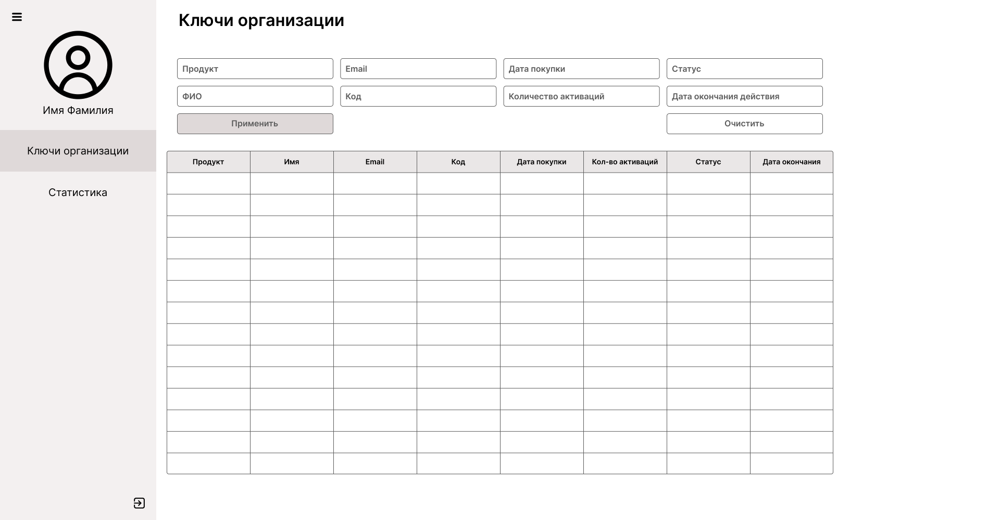 Ключи организации
Имя Фамилия
Ключи организации
Статистика
Продукт Email Дата покупки Статус
ФИО Код Количество активаций Дата окончания действия
Применить Очистить
Продукт Имя Email Код Дата покупки Кол-во активаций Статус Дата окончания